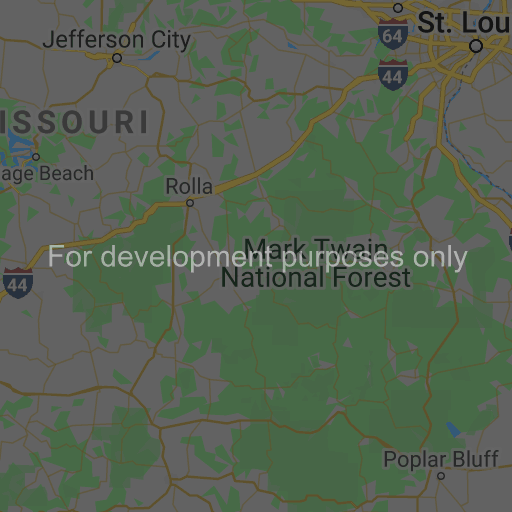 St. Lou
Jefferson City
64
44
ISSOURI
age Beach
Rolla
Mark Twain
National Forest
For development purposes only
44
Poplar Bluff